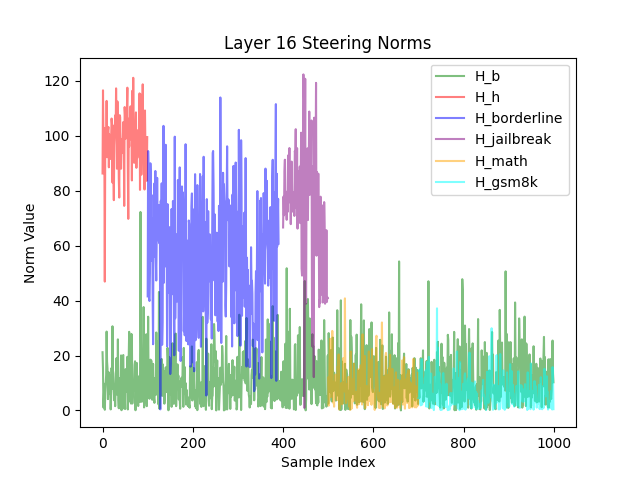 Layer 16 Steering Norms
Norm Value
120
100
80
60
40
20
0
H_b
H_h
H_borderline
H_jailbreak
H_math
H_gsm8k
0
200
400
600
800
1000
Sample Index